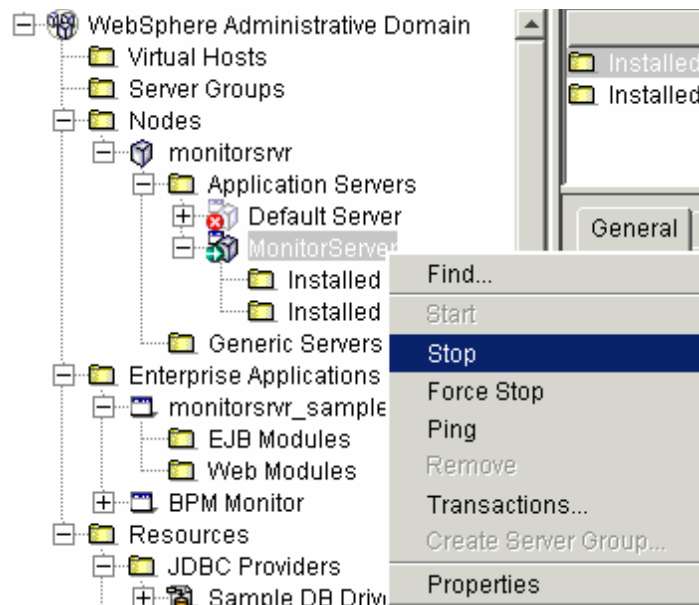 WebSphere Administrative Domain
Virtual Hosts
Server Groups
Nodes
monitorsrvr
Application Servers
Default Server
MonitorServer
Installed
Installed
Generic Servers
Enterprise Applications
monitorsrvr_sample
EJB Modules
Web Modules
BPM Monitor
Resources
JDBC Providers
Sample DB
Installed
Installed
General
Find...
Start
Stop
Force Stop
Ping
Remove
Transactions...
Create Server Group...
Properties